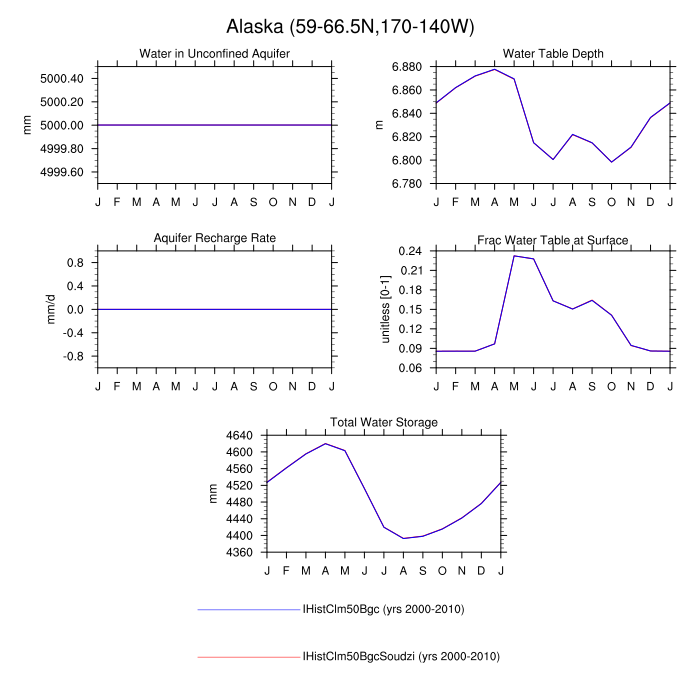 Alaska (59-66.5N,170-140W)
Water in Unconfined Aquifer
5000.40
5000.20
5000.00
4999.80
4999.60
mm
J F M A M J J A S O N D J
Water Table Depth
6.880
6.860
6.840
6.820
6.800
6.780
m
J F M A M J J A S O N D J
Aquifer Recharge Rate
0.8
0.4
0.0
-0.4
-0.8
mm/d
J F M A M J J A S O N D J
Frac Water Table at Surface
0.24
0.21
0.18
0.15
0.12
0.09
0.06
unitless [0-1]
J F M A M J J A S O N D J
Total Water Storage
4640
4600
4560
4520
4480
4440
4400
4360
mm
J F M A M J J A S O N D J
IHistClm50Bgc (yrs 2000-2010)
IHistClm50BgcSoudzi (yrs 2000-2010)